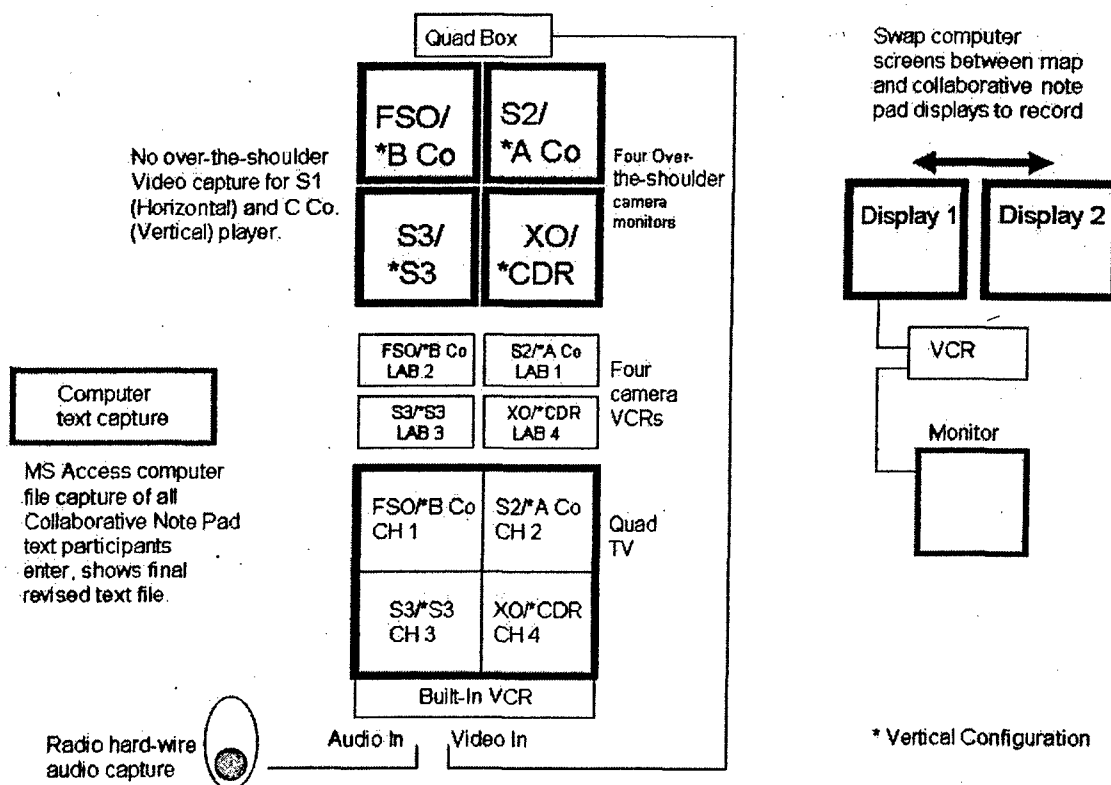 Quad Box
Swap computer
screens between map
and collaborative note
pad displays to record
FSO/
*B Co
S2/
*A Co
S3/
*S3
XO/
*CDR
No over-the-shoulder
Video capture for S1
(Horizontal) and C Co.
(Vertical) player.
Four Over-
the-shoulder
camera
monitors
Display 1
Display 2
VCR
Monitor
FSO/*B Co
LAB 2
S2/*A Co
LAB 1
S3/*S3
LAB 3
XO/*CDR
LAB 4
Four
camera
VCRs
Computer
text capture
MS Access computer
file capture of all
Collaborative Note Pad
text participants
enter, shows final
revised text file.
FSO/*B Co
CH 1
S2/*A Co
CH 2
S3/*S3
CH 3
XO/*CDR
CH 4
Quad
TV
Built-In VCR
Radio hard-wire
audio capture
Audio In
Video In
* Vertical Configuration